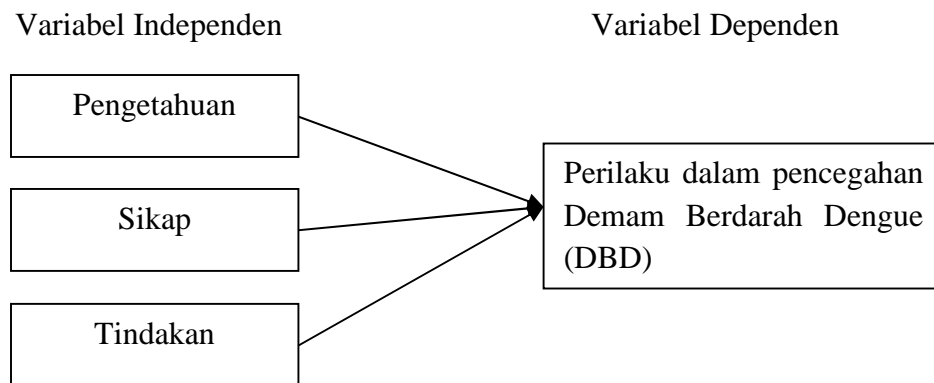 Variabel Independen
Variabel Dependen
Pengetahuan
Sikap
Tindakan
Perilaku dalam pencegahan
Demam Berdarah Dengue
(DBD)